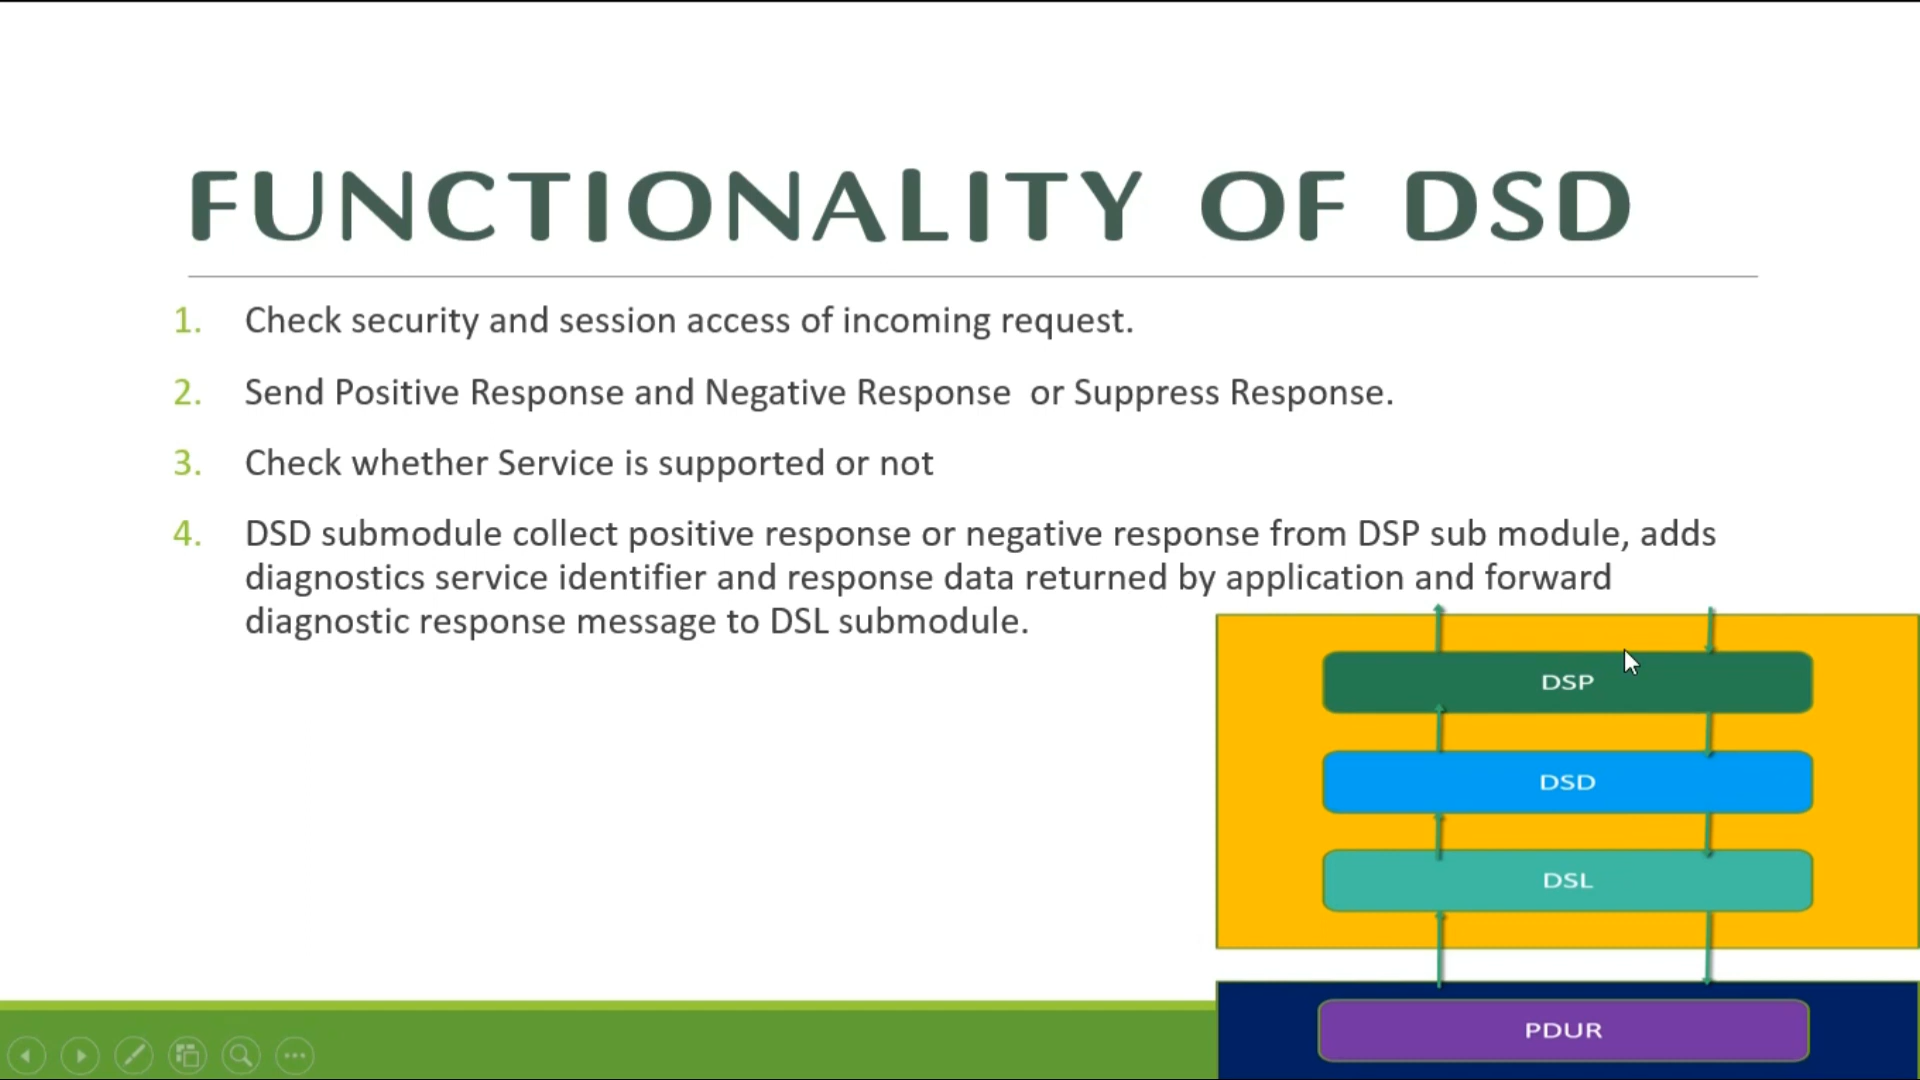 FUNCTIONALITY OF DSD
1. Check security and session access of incoming request.
2. Send Positive Response and Negative Response  or Suppress Response.
3. Check whether Service is supported or not
4. DSD submodule collect positive response or negative response from DSP sub module, adds
diagnostics service identifier and response data returned by application and forward
diagnostic response message to DSL submodule.
DSP
DSD
DSL
PDUR